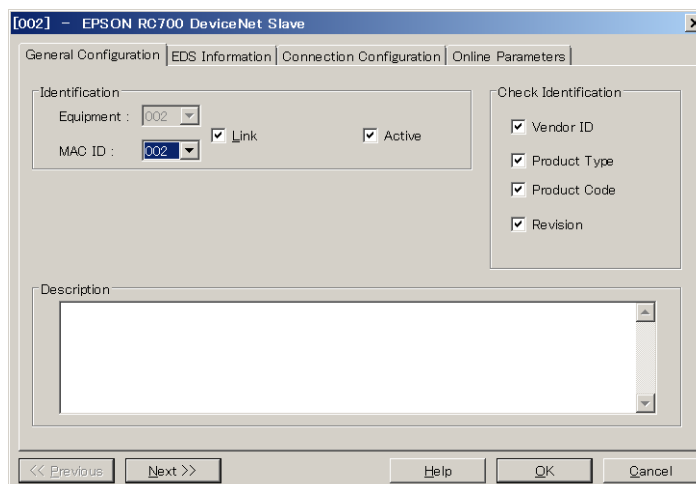 [002] - EPSON RC700 DeviceNet Slave
General Configuration EDS Information Connection Configuration Online Parameters
Identification
Equipment : 002
MAC ID : 002
Link
Active
Check Identification
Vendor ID
Product Type
Product Code
Revision
Description
<< Previous Next >> Help OK Cancel